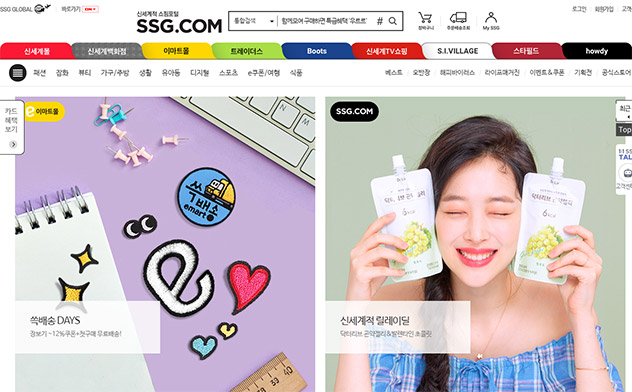 SSG GLOBAL
바로가기
ON
로그인
회원가입
고객
신세계적 쇼핑포털
SSG.COM
통합검색
함께모여 구매하면 특급혜택 '우르르'
장바구니
주문배송조회
My SSG
신세계몰
신세계백화점
이마트몰
트레이더스
Boots
신세계TV쇼핑
S.I.VILLAGE
스타필드
howdy
패션
잡화
뷰티
가구/주방
생활
유아동
디지털
스포츠
e쿠폰/여행
식품
베스트
오반장
해피바이러스
라이프매거진
이벤트&쿠폰
기획전
공식스토어
카드
혜택
보기
e 이마트몰
쓱배송
emart
e
쓱배송 DAYS
장보기 ~12%쿠폰+첫구매 무료배송!
SSG.COM
6kcal
6kcal
신세계적 릴레이딜
닥터리브 곤약젤리&발렌타인 초콜릿
최근
Top
TALK
고객센